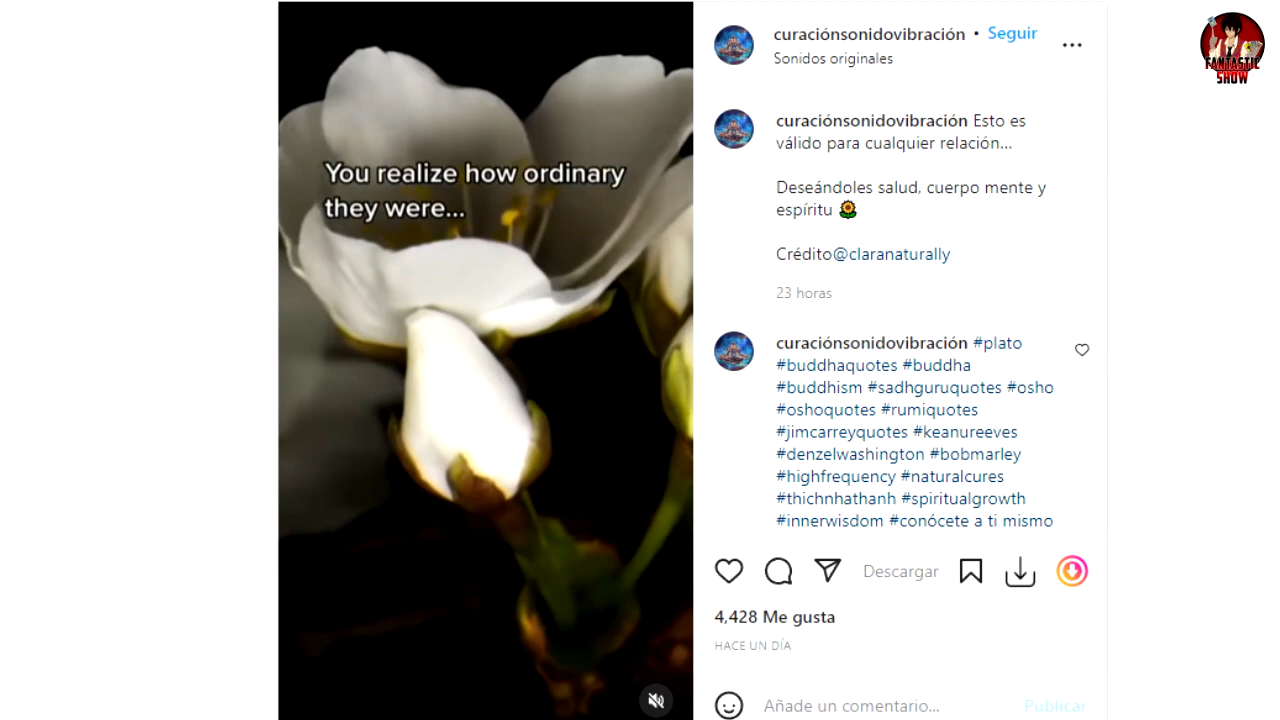 You realize how ordinary
they were...
curaciónsonidovibración • Seguir
Sonidos originales
curaciónsonidovibración Esto es
válido para cualquier relación...
Deseándoles salud, cuerpo mente y
espíritu
Crédito@claranaturally
23 horas
curaciónsonidovibración #plato
#buddhaquotes #buddha
#buddhism #sadhguruquotes #osho
#oshoquotes #rumiquotes
#jimcarreyquotes #keanureeves
#denzelwashington #bobmarley
#highfrequency #naturalcures
#thichnhathanh #spiritualgrowth
#innerwisdom #conócete a ti mismo
Descargar
4,428 Me gusta
HACE UN DÍA
Añade un comentario...
Publicar
FANTASTIC
SHOW